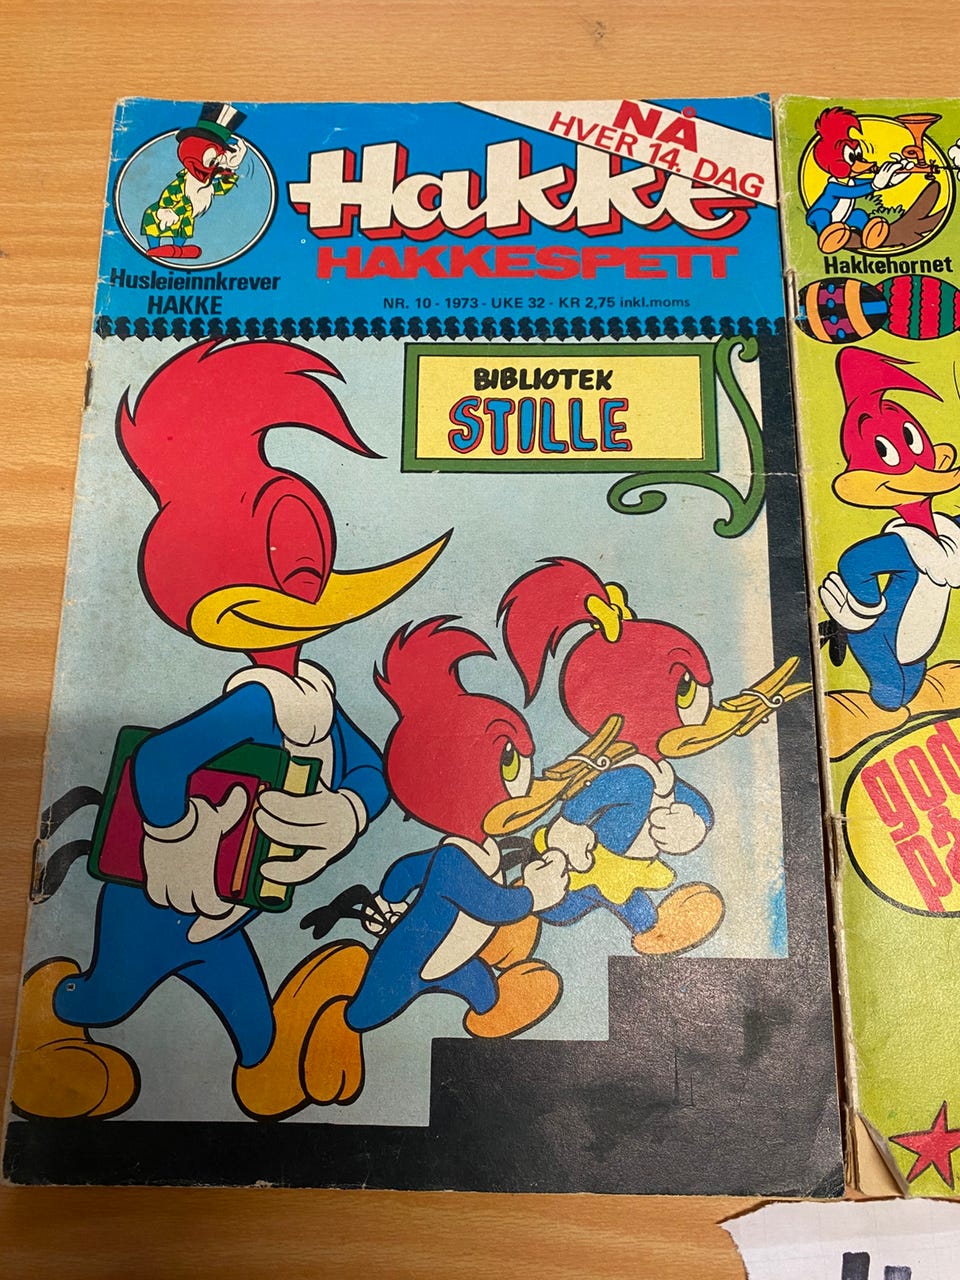 NÅ
HVER 14. DAG
Hakke
HAKKESPETT
Husleieinnkrever
HAKKE
NR. 10 - 1973 - UKE 32 - KR 2,75 inkl.moms
BIBLIOTEK
STILLE
Hakkehornet
god